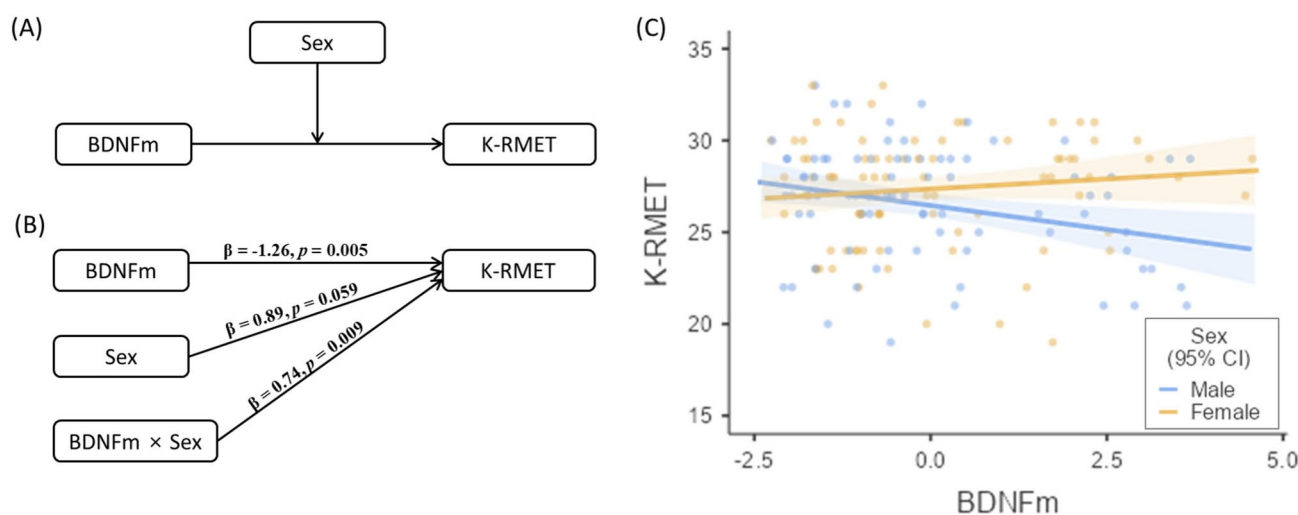 (A)
Sex
BDNFm
K-RMET
(B)
BDNFm
β = -1.26, p = 0.005
K-RMET
Sex
β = 0.89, p = 0.059
BDNFm × Sex
β = 0.74, p = 0.009
(C)
K-RMET
35
30
25
20
15
-2.5
0.0
2.5
5.0
BDNFm
Sex
(95% CI)
Male
Female